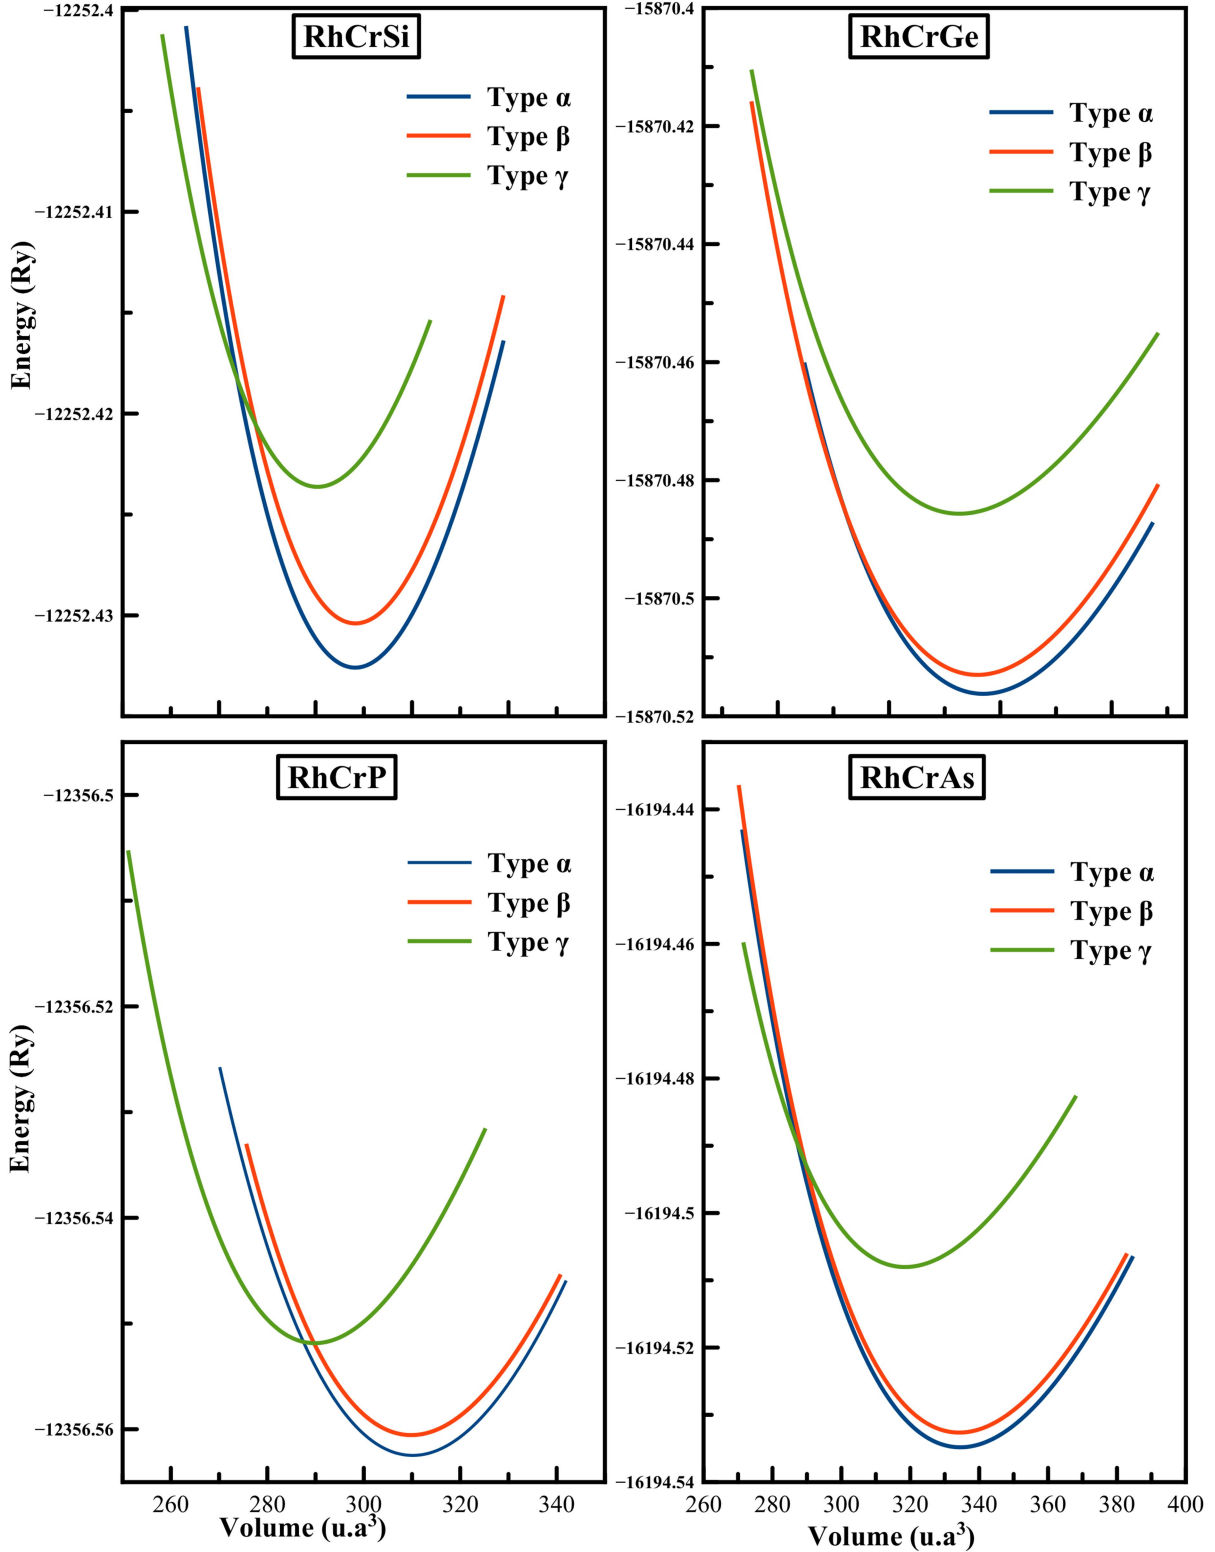 RhCrSi
Type α
Type β
Type γ
−12252.4
−12252.41
−12252.42
−12252.43
Energy (Ry)
RhCrGe
Type α
Type β
Type γ
−15870.4
−15870.42
−15870.44
−15870.46
−15870.48
−15870.5
−15870.52
RhCrP
Type α
Type β
Type γ
−12356.5
−12356.52
−12356.54
−12356.56
Energy (Ry)
260 280 300 320 340
Volume (u.a³)
RhCrAs
Type α
Type β
Type γ
−16194.44
−16194.46
−16194.48
−16194.5
−16194.52
−16194.54
260 280 300 320 340 360 380 400
Volume (u.a³)